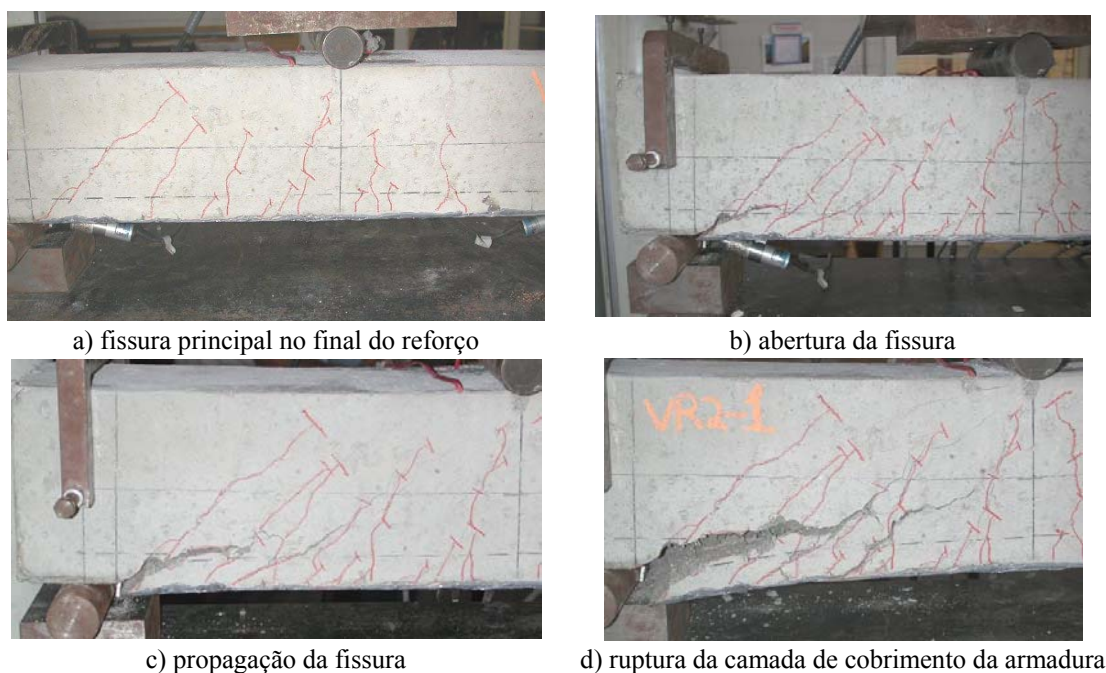 a) fissura principal no final do reforço
b) abertura da fissura
VR2-1
c) propagação da fissura
d) ruptura da camada de cobrimento da armadura